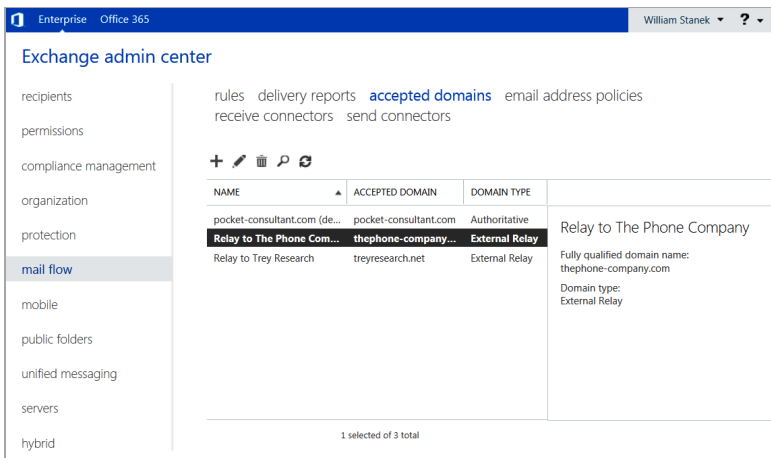 Enterprise Office 365
William Stanek ?
Exchange admin center
recipients
permissions
compliance management
organization
protection
mail flow
mobile
public folders
unified messaging
servers
hybrid
rules delivery reports accepted domains email address policies
receive connectors send connectors
NAME ACCEPTED DOMAIN DOMAIN TYPE
pocket-consultant.com (de... pocket-consultant.com Authoritative
Relay to The Phone Com... thephone-company... External Relay
Relay to Trey Research treyresearch.net External Relay
1 selected of 3 total
Relay to The Phone Company
Fully qualified domain name:
thephone-company.com
Domain type:
External Relay